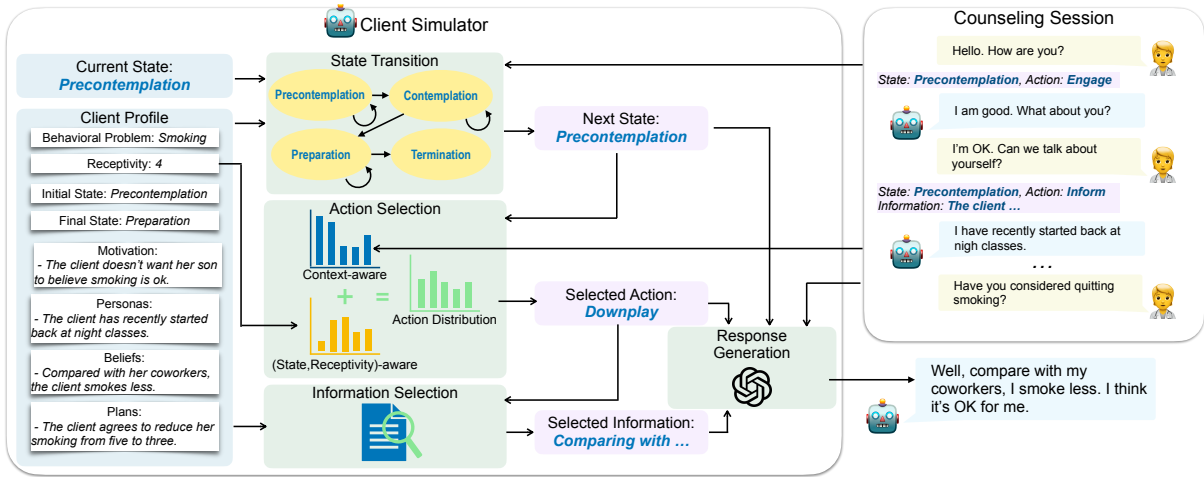 Client Simulator
Current State:
Precontemplation
Client Profile
Behavioral Problem: Smoking
Receptivity: 4
Initial State: Precontemplation
Final State: Preparation
Motivation:
- The client doesn't want her son
to believe smoking is ok.
Personas:
- The client has recently started
back at night classes.
Beliefs:
- Compared with her coworkers,
the client smokes less.
Plans:
- The client agrees to reduce her
smoking from five to three.
State Transition
Precontemplation
Contemplation
Preparation
Termination
Next State:
Precontemplation
Action Selection
Context-aware
+ =
Action Distribution
(State,Receptivity)-aware
Selected Action:
Downplay
Information Selection
Selected Information:
Comparing with ...
Response
Generation
Counseling Session
Hello. How are you?
State: Precontemplation, Action: Engage
I am good. What about you?
I'm OK. Can we talk about
yourself?
State: Precontemplation, Action: Inform
Information: The client ...
I have recently started back at
nigh classes.
...
Have you considered quitting
smoking?
Well, compare with my
coworkers, I smoke less. I think
it's OK for me.